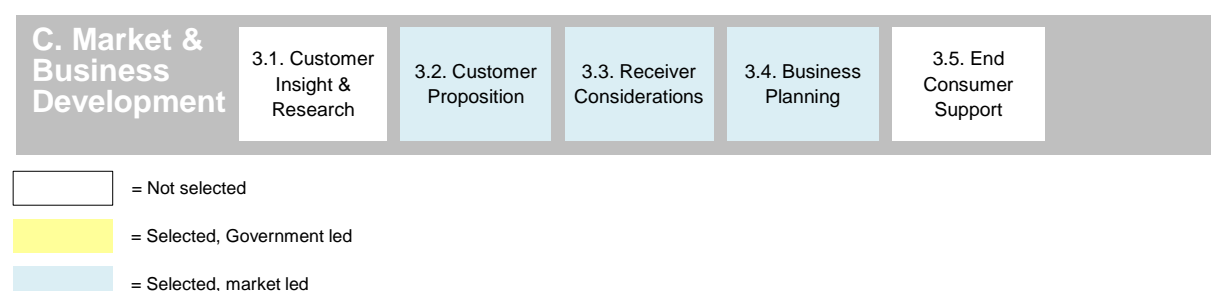 C. Market &
Business
Development
3.1. Customer
Insight &
Research
3.2. Customer
Proposition
3.3. Receiver
Considerations
3.4. Business
Planning
3.5. End
Consumer
Support
= Not selected
= Selected, Government led
= Selected, market led